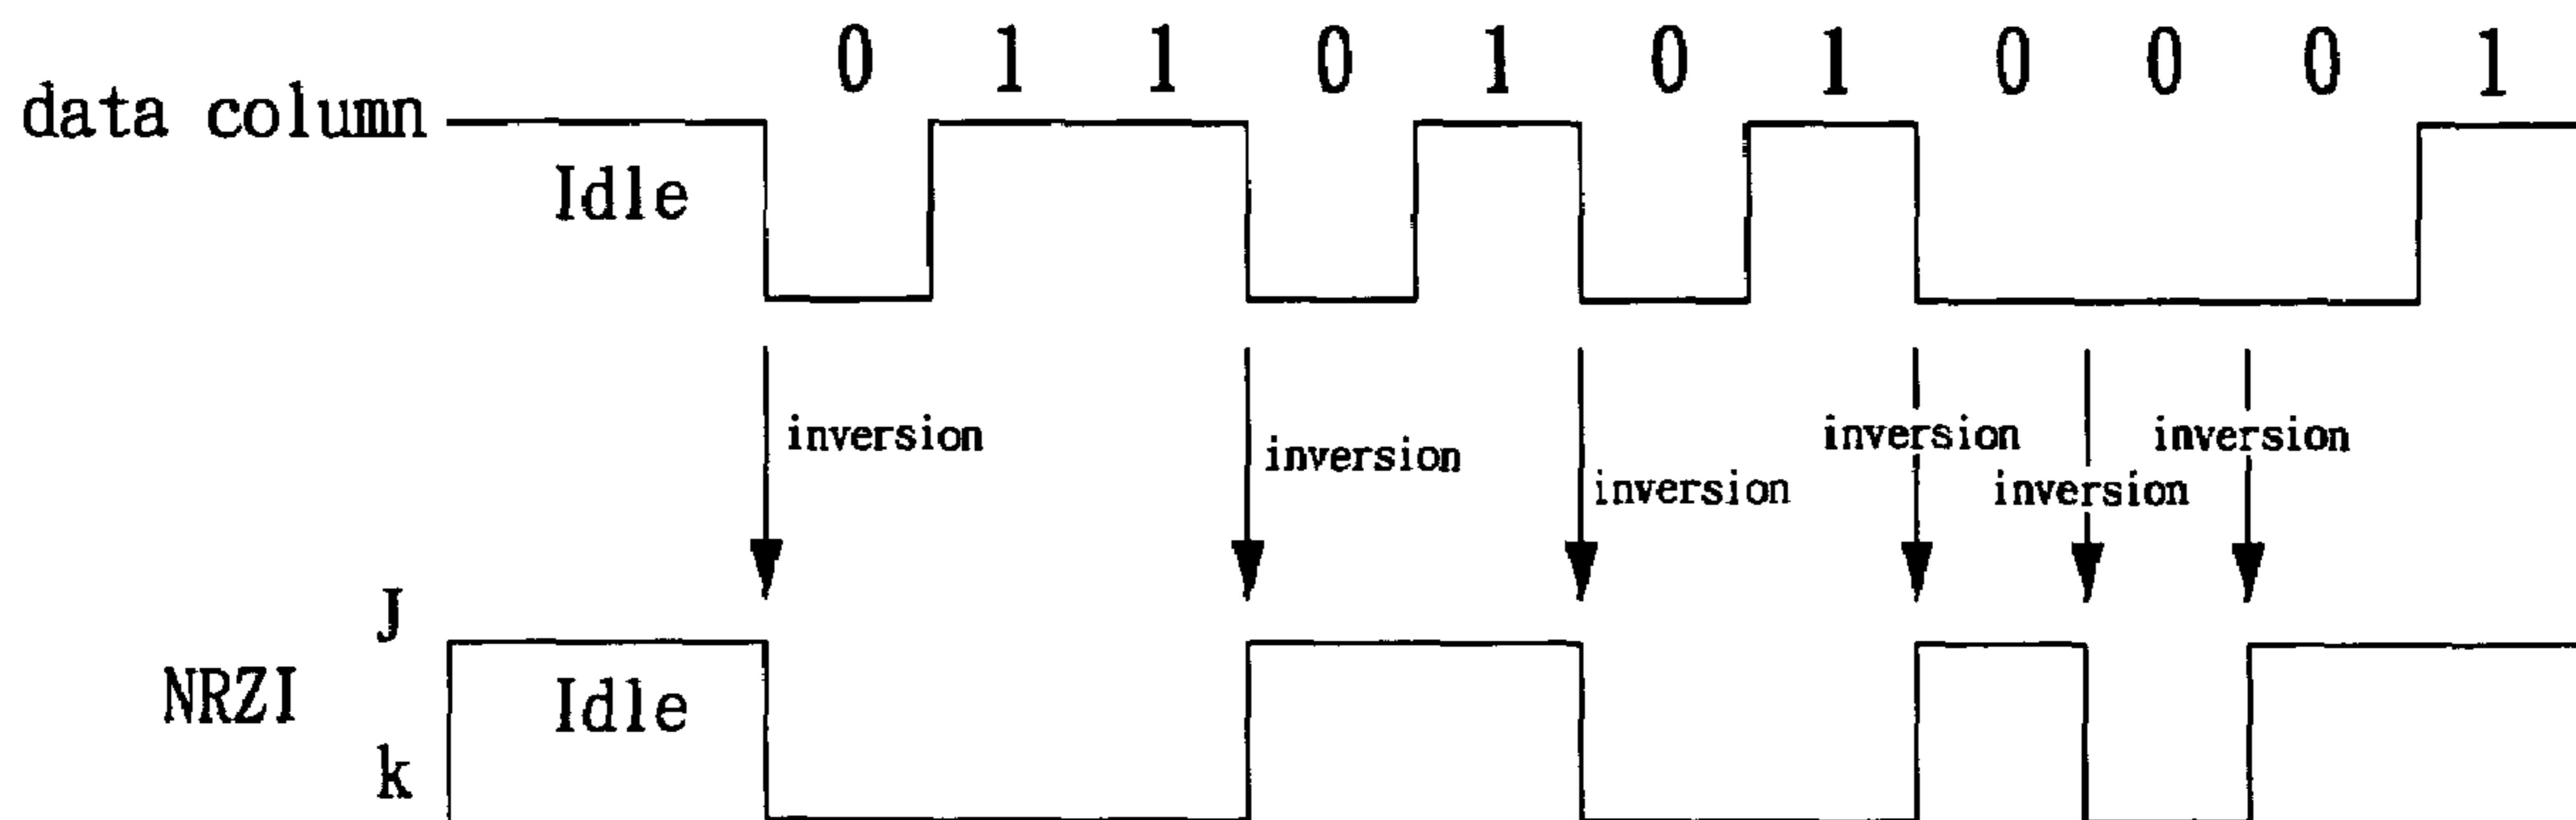 0 1 1 0 1 0 1 0 0 0 1
data column
Idle
inversion inversion inversion inversion inversion inversion
J
NRZI Idle
k